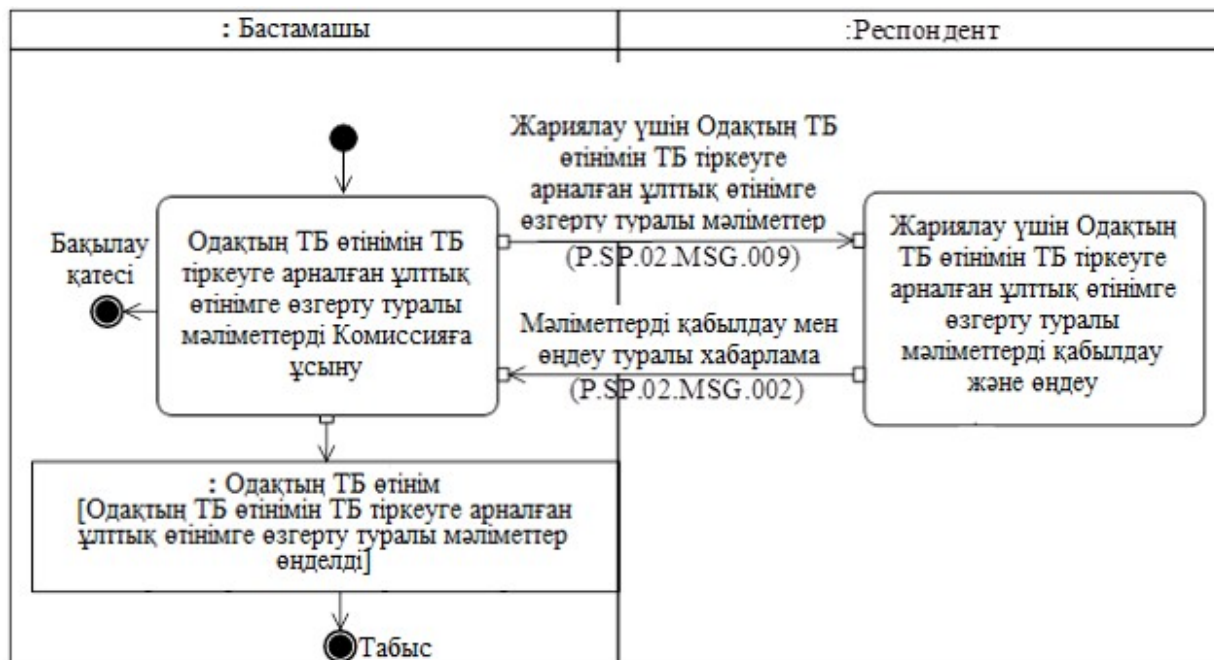 : Бастамашы
:Респондент
Жариялау үшін Одақтың ТБ
өтінімін ТБ тіркеуге
арналған ұлттық өтінімге
өзгерту туралы мәліметтер
(P.SP.02.MSG.009)
Бақылау
қатесі
Одақтың ТБ өтінімін ТБ
тіркеуге арналған ұлттық
өтінімге өзгерту туралы
мәліметтерді Комиссияға
ұсыну
Жариялау үшін Одақтың
ТБ өтінімін ТБ тіркеуге
арналған ұлттық өтінімге
өзгерту туралы
мәліметтерді қабылдау
және өңдеу
Мәліметтерді қабылдау мен
өңдеу туралы хабарлама
(P.SP.02.MSG.002)
: Одақтың ТБ өтінім
[Одақтың ТБ өтінімін ТБ тіркеуге арналған
ұлттық өтінімге өзгерту туралы мәліметтер
өңделді]
Табыс